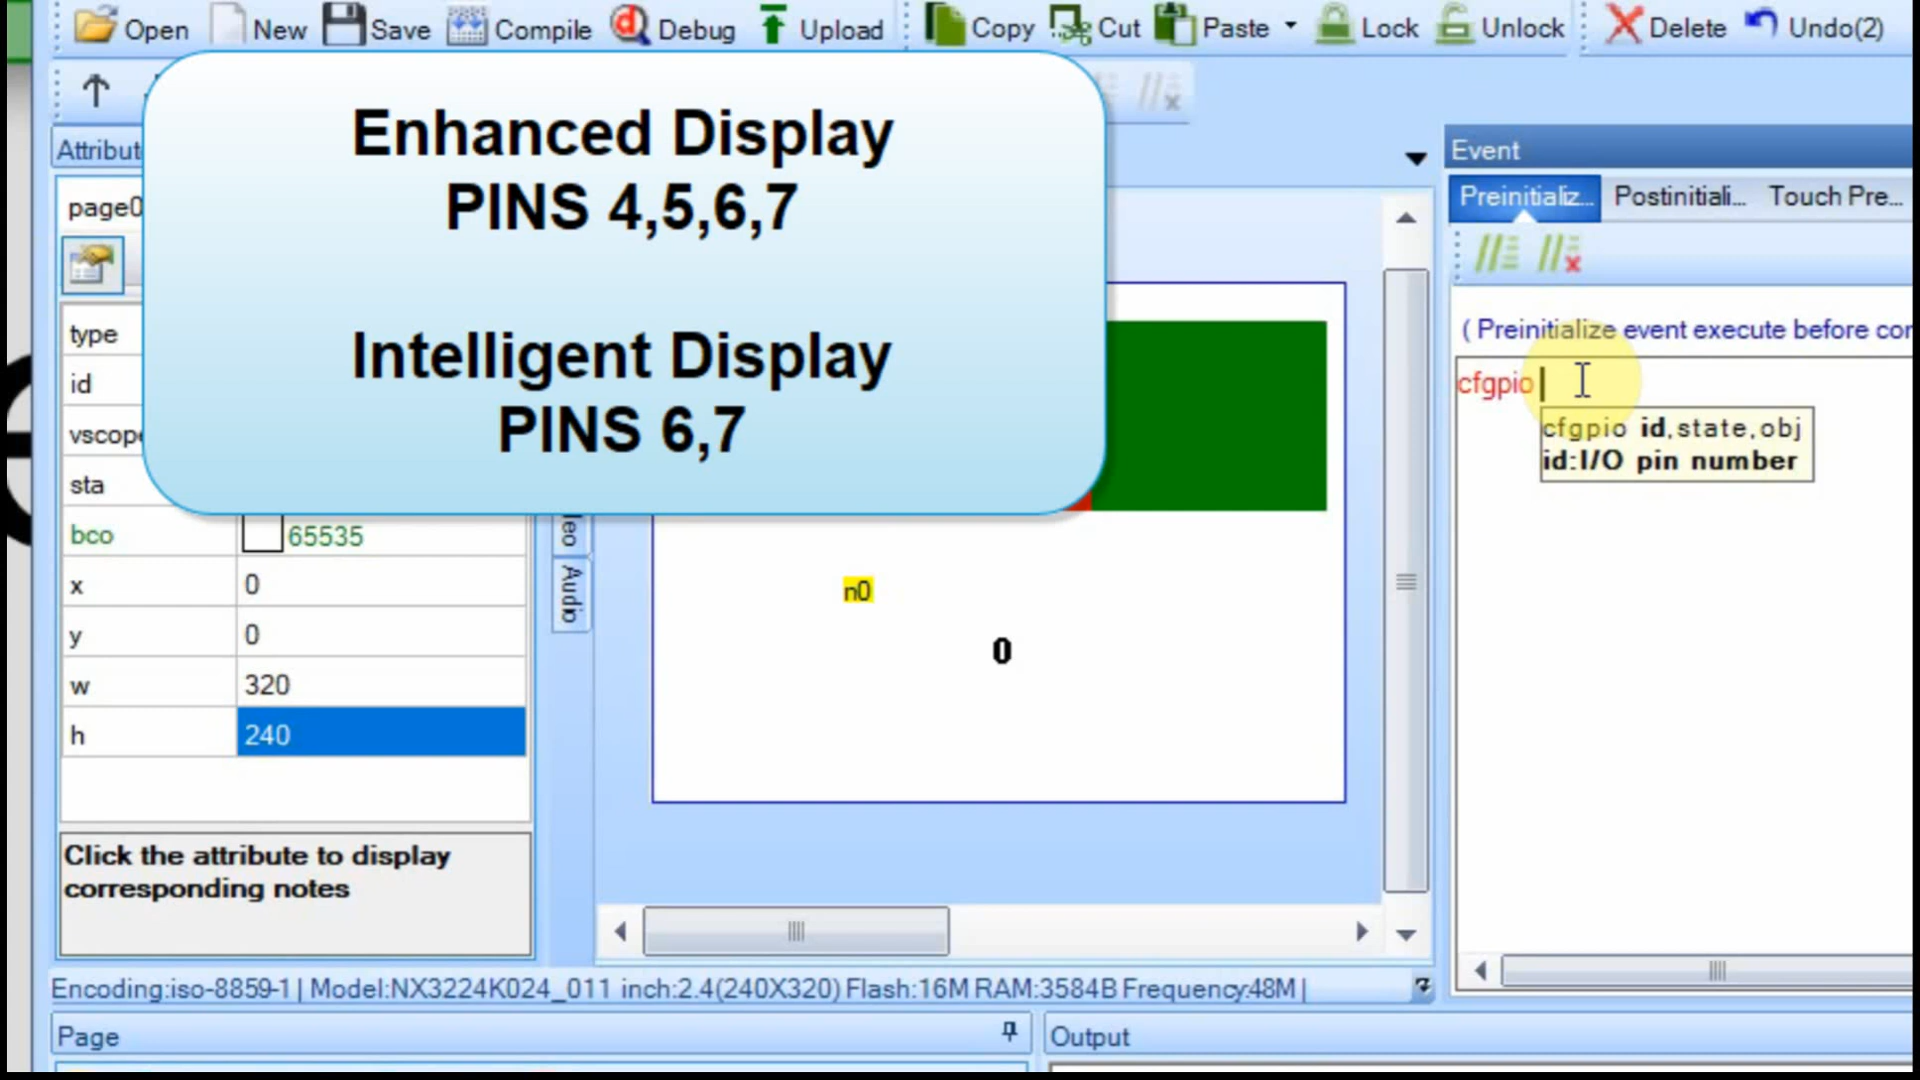 Open New Save Compile Debug Upload Copy Cut Paste Lock Unlock Delete Undo(2)
Enhanced Display
PINS 4,5,6,7
Intelligent Display
PINS 6,7
Attribut
page0
type
id
vscope
sta
bco 65535
x 0
y 0
w 320
h 240
Click the attribute to display
corresponding notes
eo
Audio
n0
0
Event
Preinitializ... Postinitiali... Touch Pre...
( Preinitialize event execute before cor
cfgpio
cfgpio id,state,obj
id:I/O pin number
Encoding:iso-8859-1 | Model:NX3224K024_011 inch:2.4(240X320) Flash:16M RAM:3584B Frequency:48M |
Page
Output